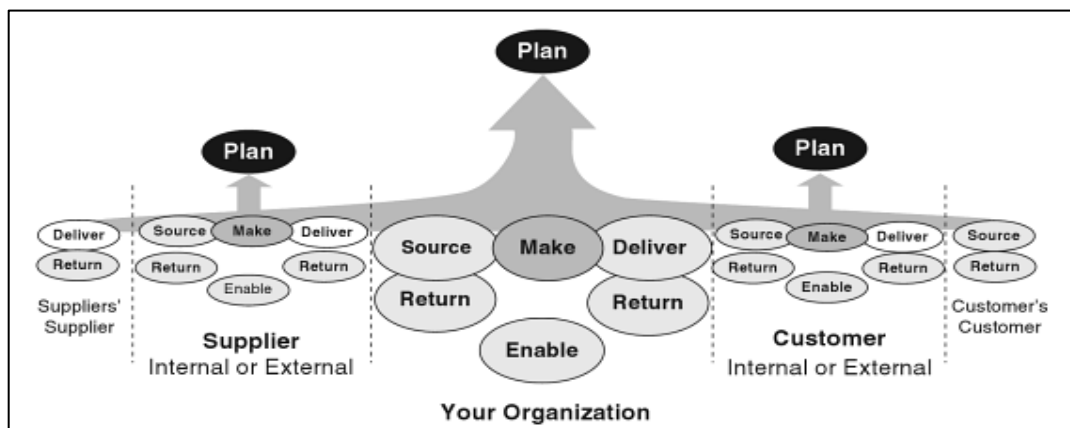 Plan
Plan
Plan
Deliver
Return
Suppliers'
Supplier
Source
Make
Deliver
Return
Return
Enable
Supplier
Internal or External
Source
Make
Deliver
Return
Return
Enable
Your Organization
Source
Make
Deliver
Return
Return
Enable
Customer
Internal or External
Source
Return
Customer's
Customer